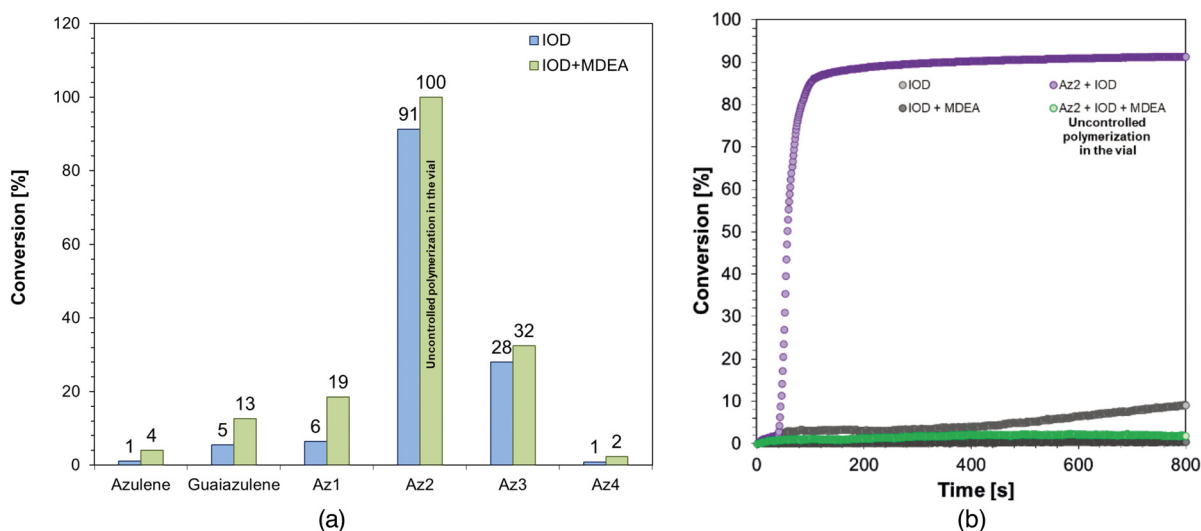 120
100
80
60
40
20
0
Conversion [%]
IOD
IOD+MDEA
1
4
5
13
6
19
91
100
Uncontrolled polymerization in the vial
28
32
1
2
Azulene
Guaiazulene
Az1
Az2
Az3
Az4
(a)
100
90
80
70
60
50
40
30
20
10
0
Conversion [%]
IOD
Az2 + IOD
IOD + MDEA
Az2 + IOD + MDEA
Uncontrolled
polymerization
in the vial
0
200
400
600
800
Time [s]
(b)